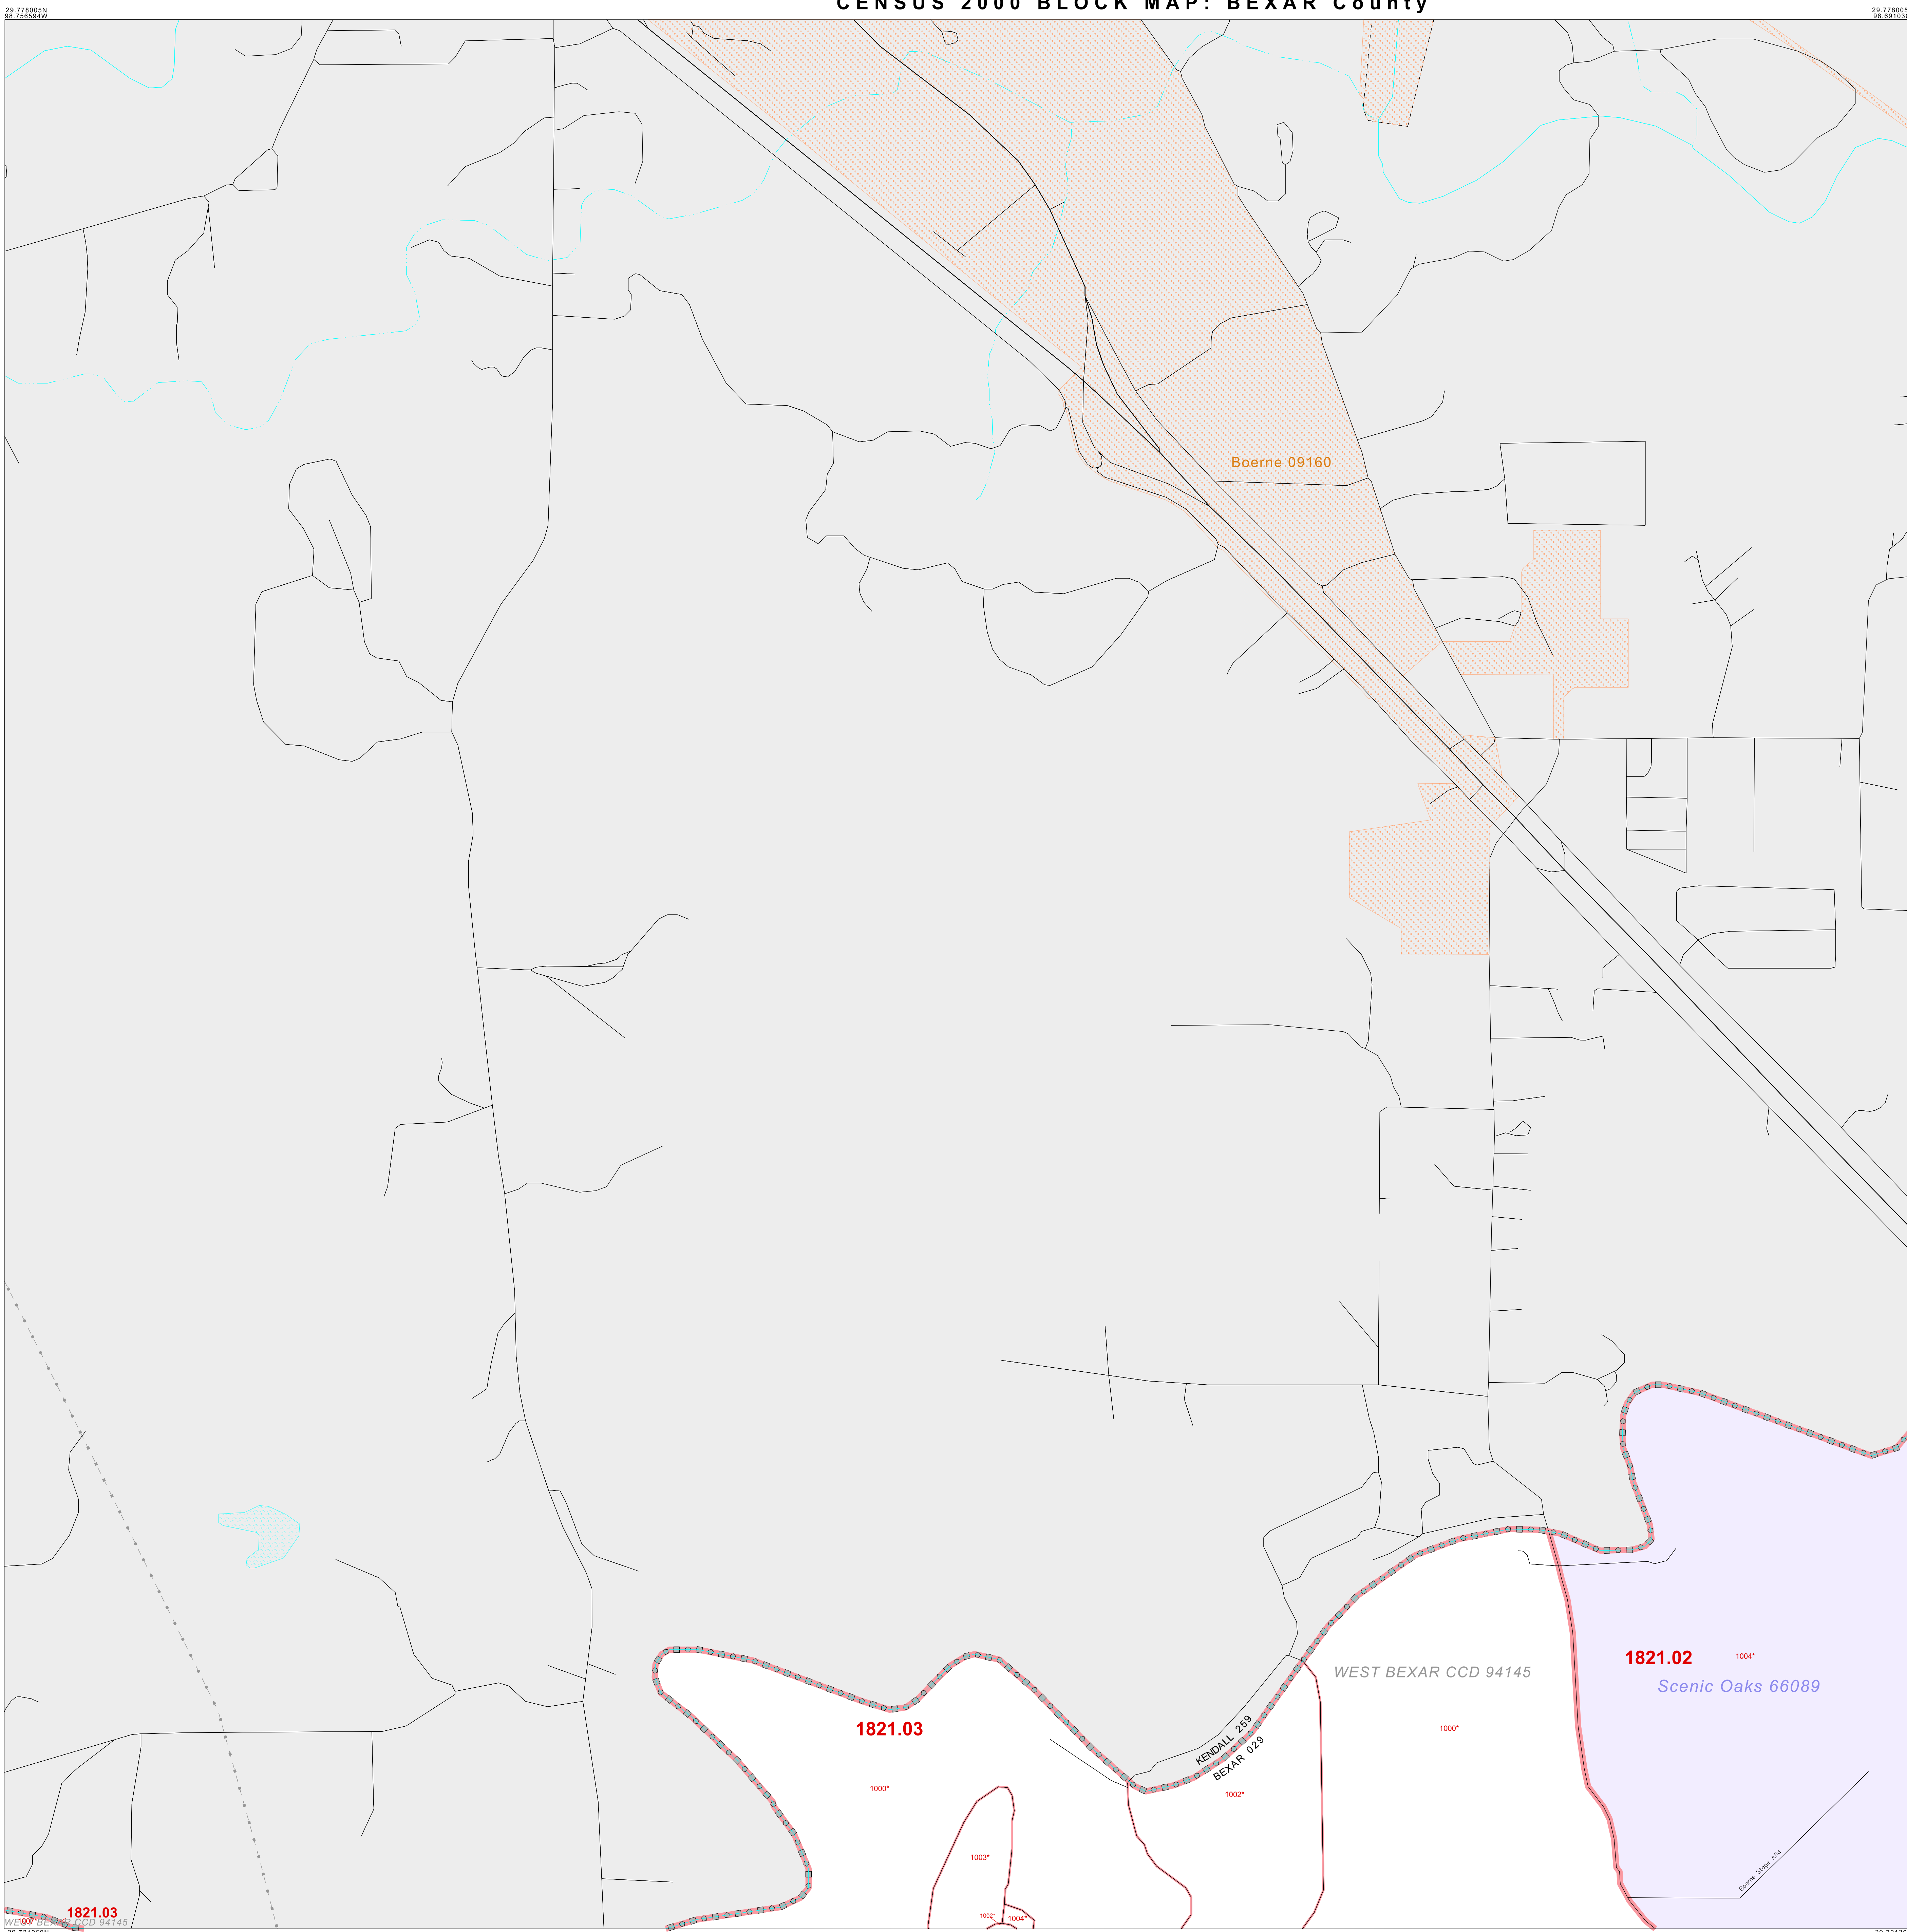 CENSUS 2000 BLOCK MAP: BEXAR County
29.778005N
98.756594W
29.778005
98.69103
Boerne 09160
WEST BEXAR CCD 94145
1821.02
1004*
Scenic Oaks 66089
1821.03
KENDALL 259
BEXAR 029
1000*
1000*
1002*
1003*
Boerne Stage Afld
1821.03
1002*
1004*
WEST BEXAR CCD 94145